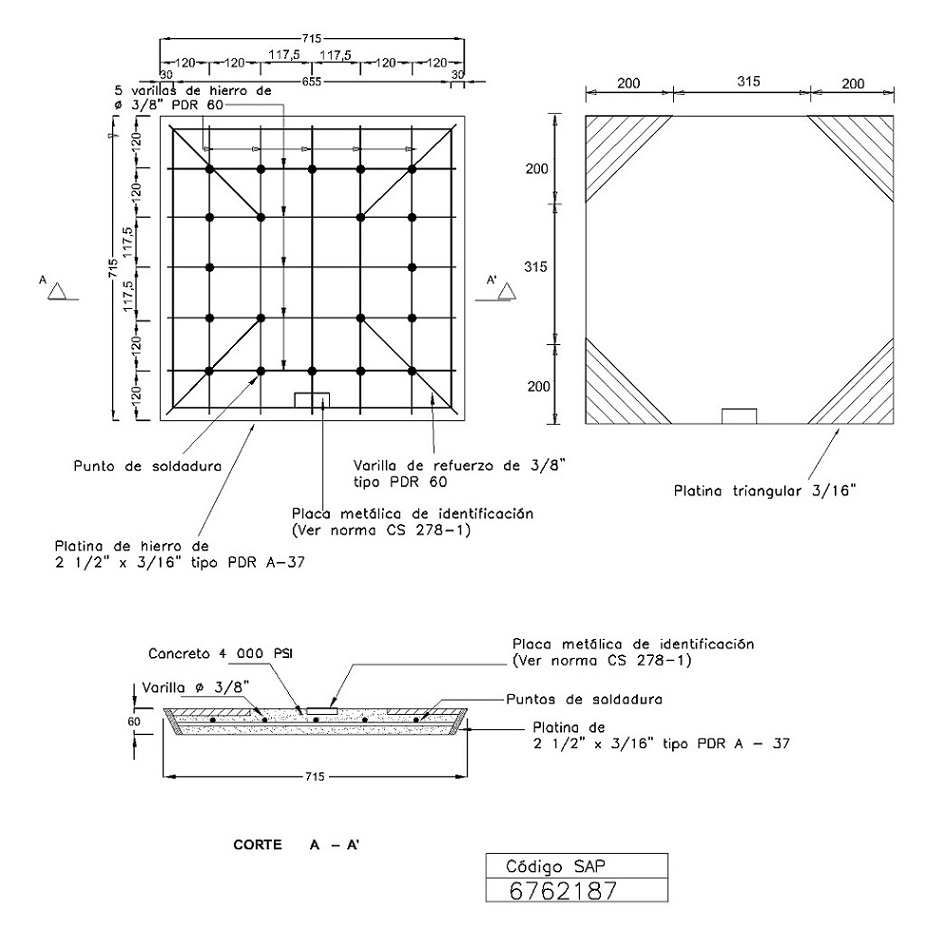 715
120 120 117,5 117,5 120 120
30 655 30
5 varillas de hierro de
ø 3/8" PDR 60
120
120
117,5
715
117,5
120
120
A
A'
Punto de soldadura
Varilla de refuerzo de 3/8"
tipo PDR 60
Placa metálica de identificación
(Ver norma CS 278-1)
Platina de hierro de
2 1/2" x 3/16" tipo PDR A-37
200 315 200
200
315
200
Platina triangular 3/16"
Concreto 4 000 PSI
Placa metálica de identificación
(Ver norma CS 278-1)
Varilla ø 3/8"
Puntos de soldadura
60
Platina de
2 1/2" x 3/16" tipo PDR A - 37
715
CORTE A - A'
Código SAP
6762187